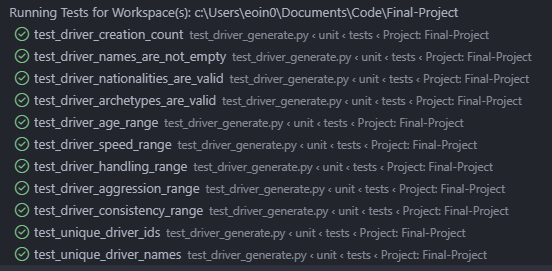 Running Tests for Workspace(s): c:\Users\eoin0\Documents\Code\Final-Project
test_driver_creation_count test_driver_generate.py ‹ unit ‹ tests ‹ Project: Final-Project
test_driver_names_are_not_empty test_driver_generate.py ‹ unit ‹ tests ‹ Project: Final-Project
test_driver_nationalities_are_valid test_driver_generate.py ‹ unit ‹ tests ‹ Project: Final-Project
test_driver_archetypes_are_valid test_driver_generate.py ‹ unit ‹ tests ‹ Project: Final-Project
test_driver_age_range test_driver_generate.py ‹ unit ‹ tests ‹ Project: Final-Project
test_driver_speed_range test_driver_generate.py ‹ unit ‹ tests ‹ Project: Final-Project
test_driver_handling_range test_driver_generate.py ‹ unit ‹ tests ‹ Project: Final-Project
test_driver_aggression_range test_driver_generate.py ‹ unit ‹ tests ‹ Project: Final-Project
test_driver_consistency_range test_driver_generate.py ‹ unit ‹ tests ‹ Project: Final-Project
test_unique_driver_ids test_driver_generate.py ‹ unit ‹ tests ‹ Project: Final-Project
test_unique_driver_names test_driver_generate.py ‹ unit ‹ tests ‹ Project: Final-Project